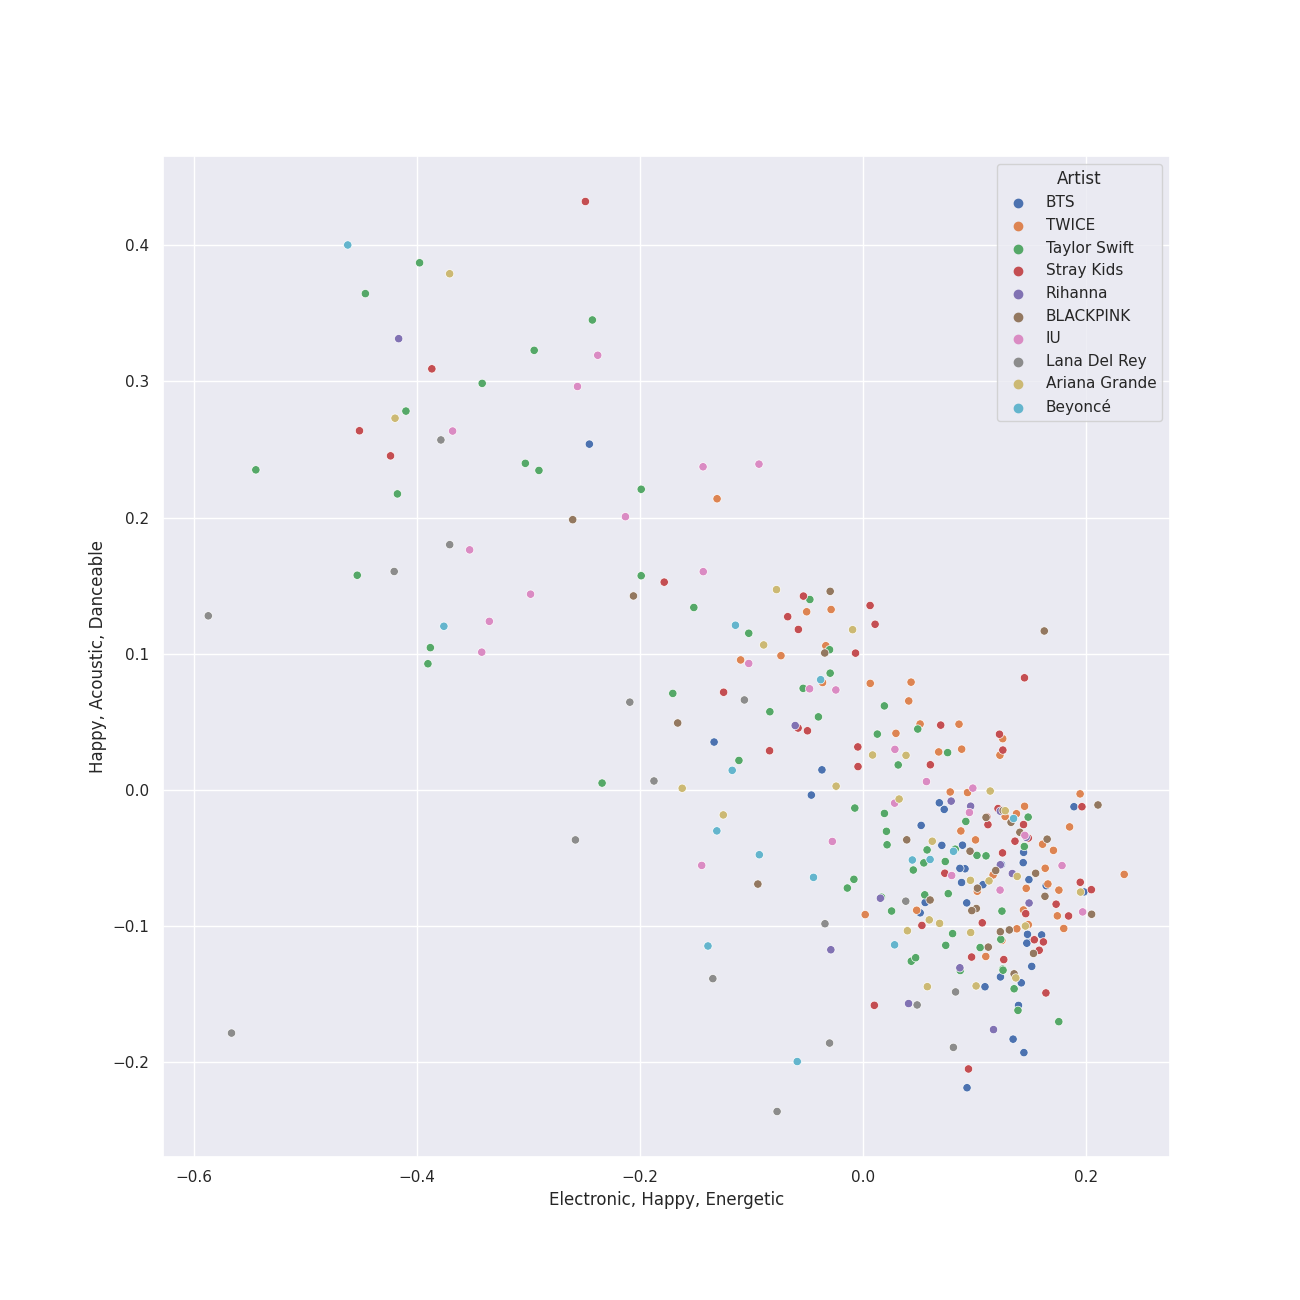 Artist
BTS
TWICE
Taylor Swift
Stray Kids
Rihanna
BLACKPINK
IU
Lana Del Rey
Ariana Grande
Beyoncé
0.4
0.3
0.2
0.1
0.0
−0.1
−0.2
Happy, Acoustic, Danceable
−0.6
−0.4
−0.2
0.0
0.2
Electronic, Happy, Energetic